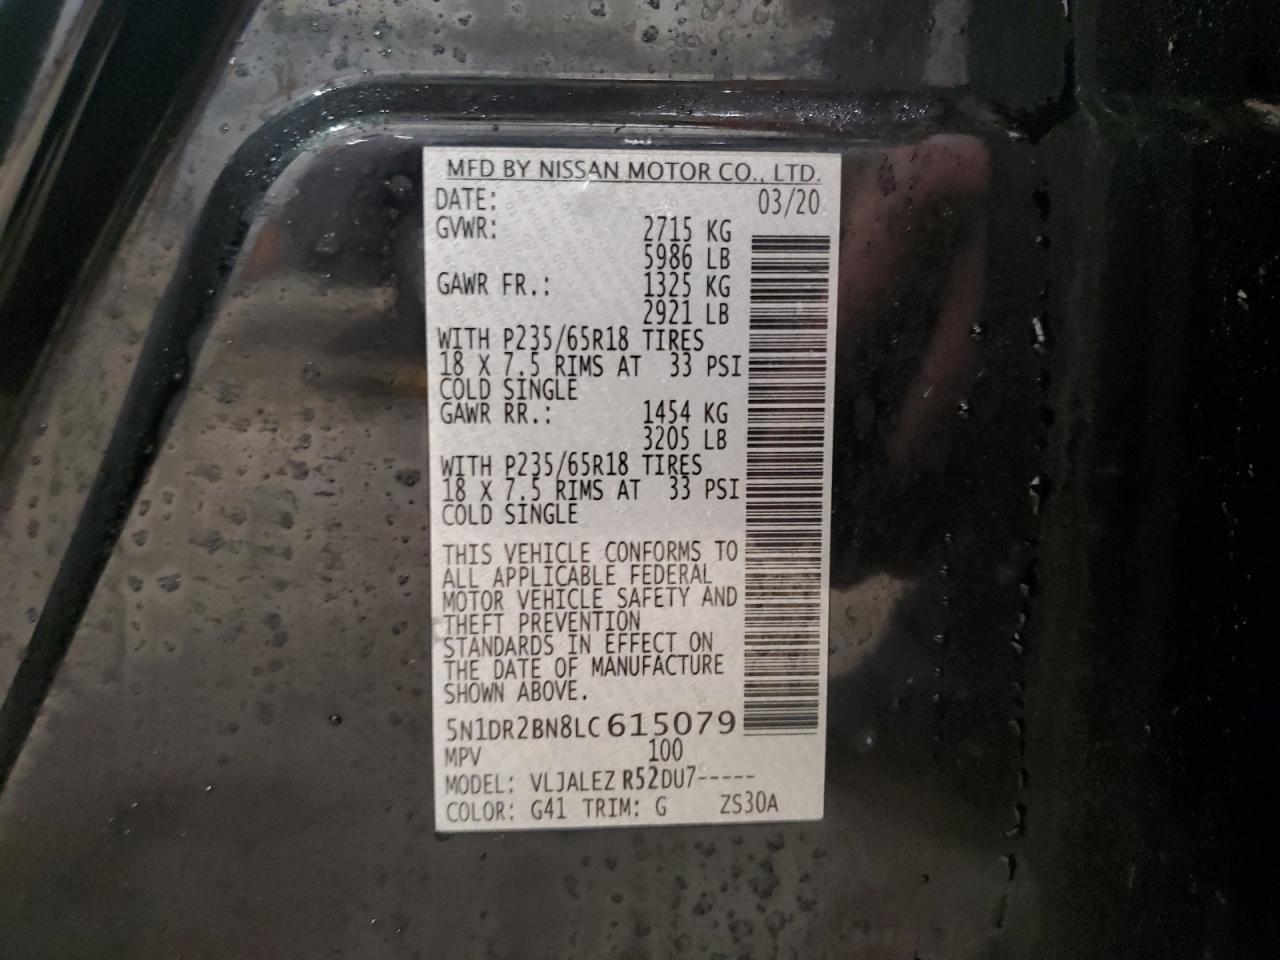 MFD BY NISSAN MOTOR CO., LTD.
DATE: 03/20
GVWR: 2715 KG
5986 LB
GAWR FR.: 1325 KG
2921 LB
WITH P235/65R18 TIRES
18 X 7.5 RIMS AT 33 PSI
COLD SINGLE
GAWR RR.: 1454 KG
3205 LB
WITH P235/65R18 TIRES
18 X 7.5 RIMS AT 33 PSI
COLD SINGLE
THIS VEHICLE CONFORMS TO
ALL APPLICABLE FEDERAL
MOTOR VEHICLE SAFETY AND
THEFT PREVENTION
STANDARDS IN EFFECT ON
THE DATE OF MANUFACTURE
SHOWN ABOVE.
5N1DR2BN8LC615079
MPV 100
MODEL: VLJALEZ R52DU7-----
COLOR: G41 TRIM: G ZS30A